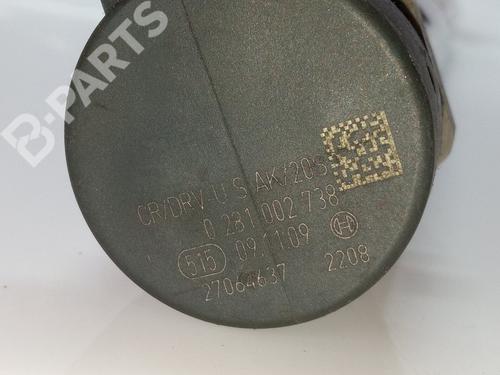 B-PARTS
CR/DRV-U S AK/20S
0 281 002 738
515 09.11.09
27064637 2208